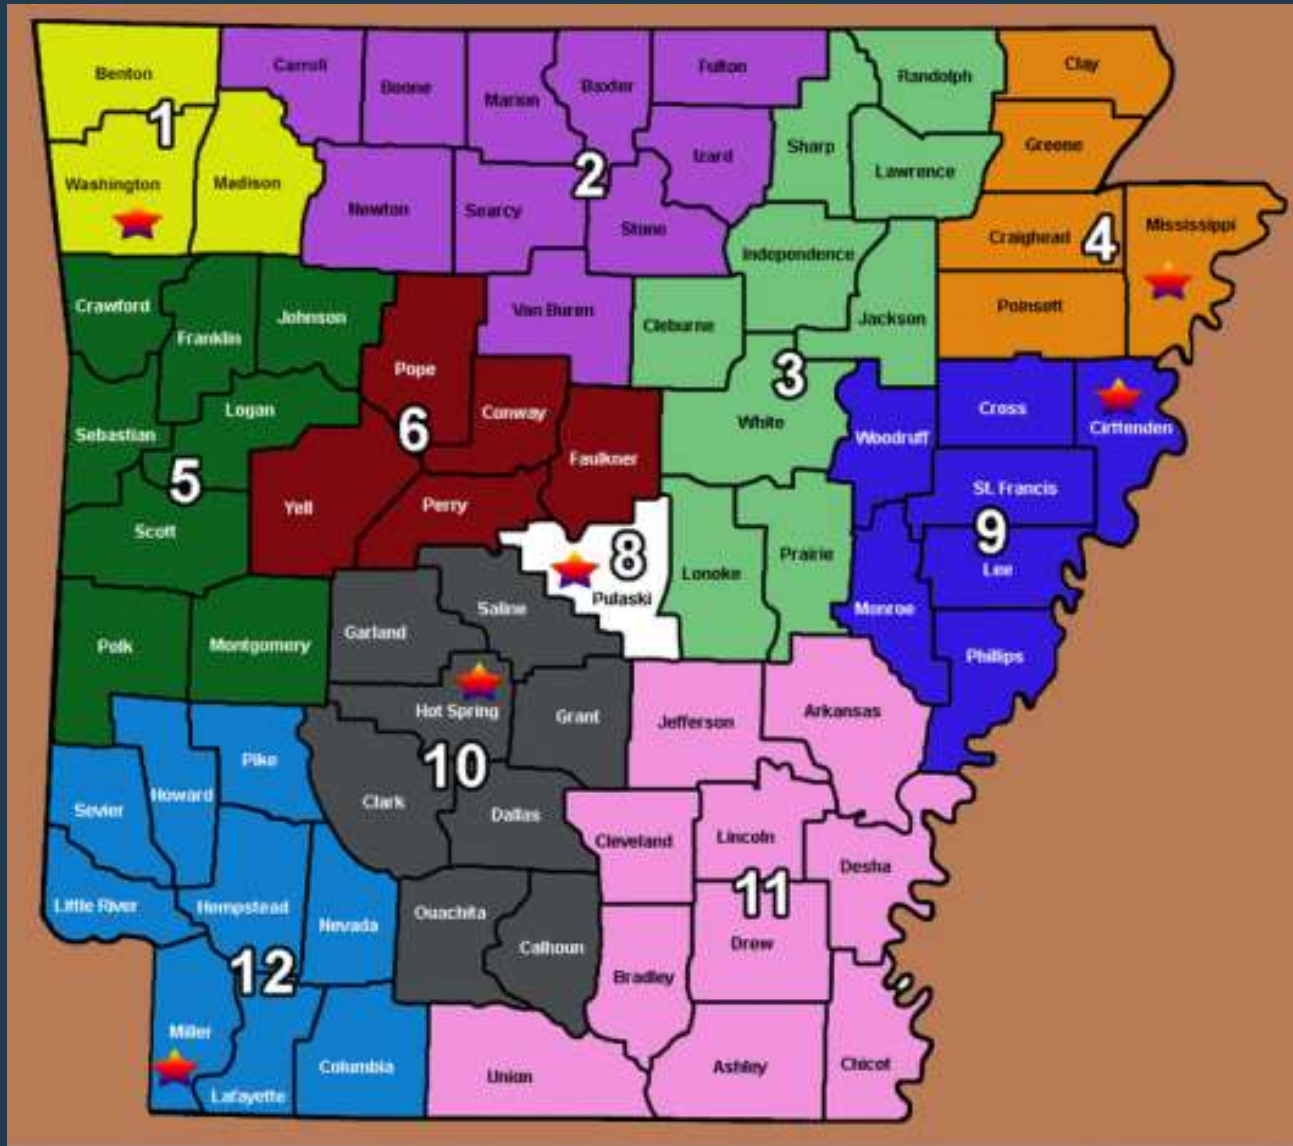 Benton
Carroll
Boone
Marion
Baxter
Fulton
Randolph
Clay
1
Washington
Madison
Newton
Searcy
2
Stone
Izard
Sharp
Lawrence
Greene
Craighead
4
Mississippi
Crawford
Franklin
Johnson
Pope
Van Buren
Cleburne
Independence
Jackson
Poinsett
3
Sebastian
Logan
6
Conway
Faulkner
White
Woodruff
Cross
Cirttenden
5
Scott
Yell
Perry
8
Pulaski
Lonoke
Prairie
St. Francis
9
Lee
Monroe
Phillips
Polk
Montgomery
Garland
Saline
Hot Spring
Grant
Jefferson
Arkansas
10
Pike
Howard
Sevier
Clark
Dallas
Cleveland
Lincoln
Desha
Little River
Hempstead
Nevada
Ouachita
Calhoun
11
Drew
Bradley
12
Miller
Lafayette
Columbia
Union
Ashley
Chicot